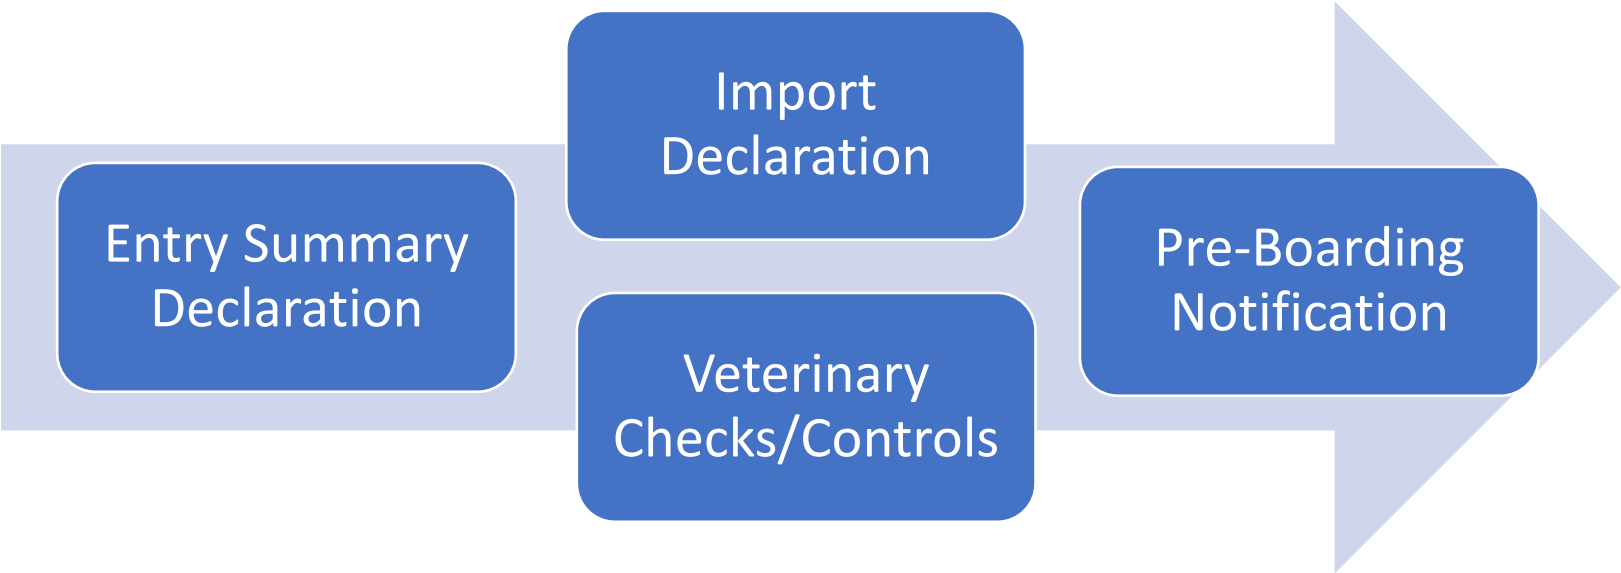 Entry Summary
Declaration
Import
Declaration
Veterinary
Checks/Controls
Pre-Boarding
Notification